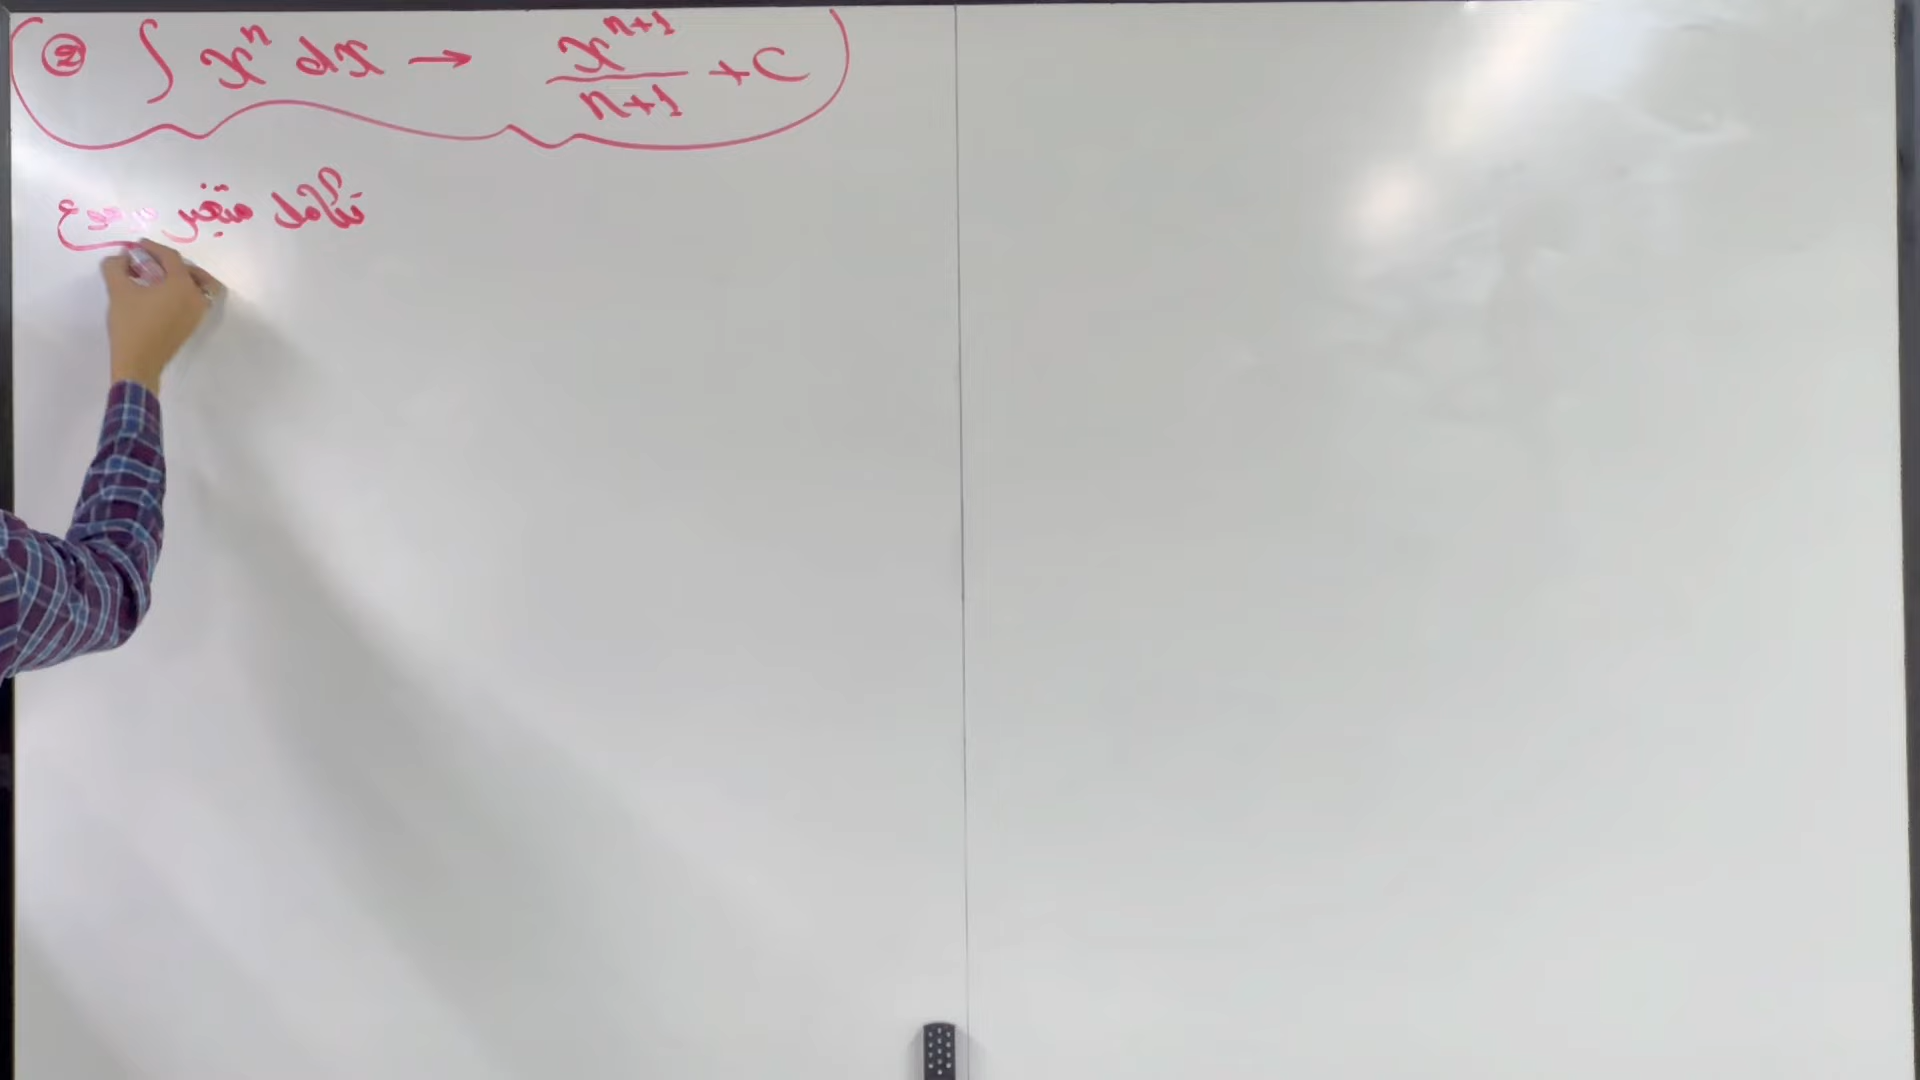 ② ∫ xⁿ dx → xⁿ⁺¹/n+1 + C
تكامل متغير مرفوع